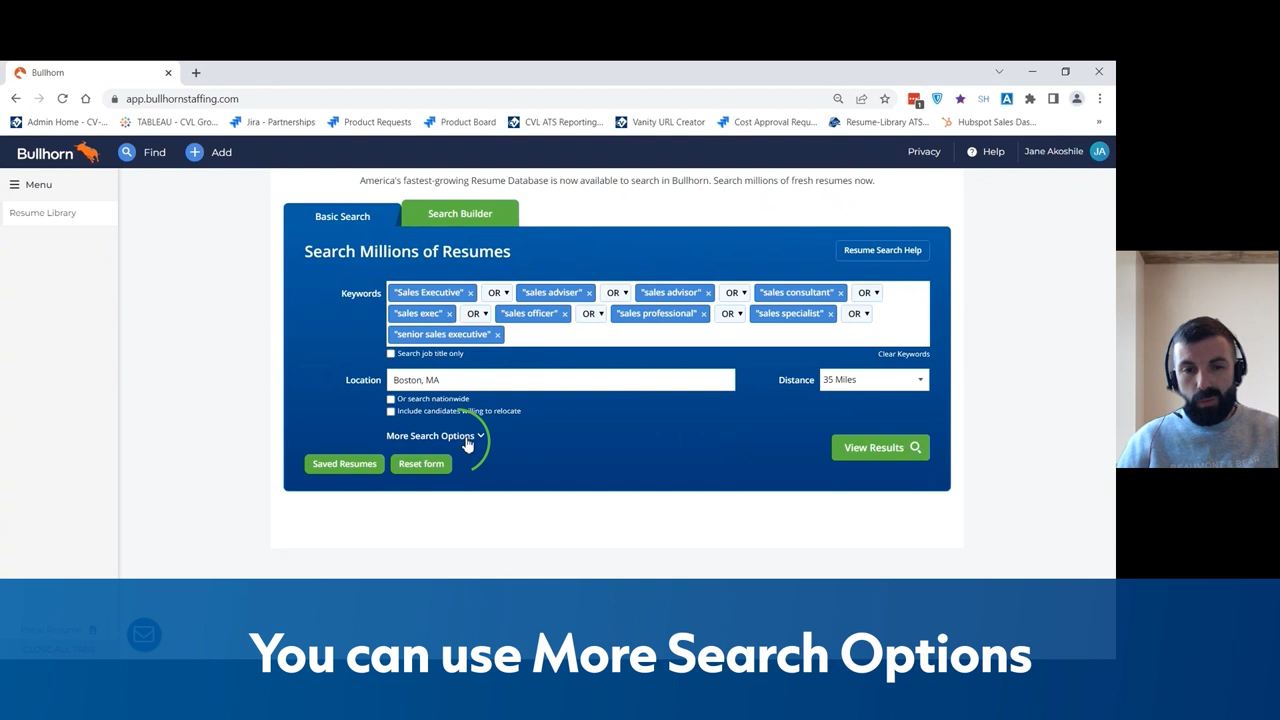 Bullhorn
app.bullhornstaffing.com
SH
A
1
Admin Home - CV-...
TABLEAU - CVL Gro...
Jira - Partnerships
Product Requests
Product Board
CVL ATS Reporting...
Vanity URL Creator
Cost Approval Requ...
Resume-Library ATS...
Hubspot Sales Das...
»
Bullhorn
Find
Add
Privacy
Help
Jane Akoshile
JA
Menu
Resume Library
America's fastest-growing Resume Database is now available to search in Bullhorn. Search millions of fresh resumes now.
Basic Search
Search Builder
Search Millions of Resumes
Resume Search Help
Keywords
"Sales Executive" × OR "sales adviser" × OR "sales advisor" × OR "sales consultant" × OR
"sales exec" × OR "sales officer" × OR "sales professional" × OR "sales specialist" × OR
"senior sales executive" ×
Search job title only
Clear Keywords
Location
Boston, MA
Distance
35 Miles
Or search nationwide
Include candidates willing to relocate
More Search Options
View Results
Saved Resumes
Reset form
CLOSE ALL TABS
You can use More Search Options